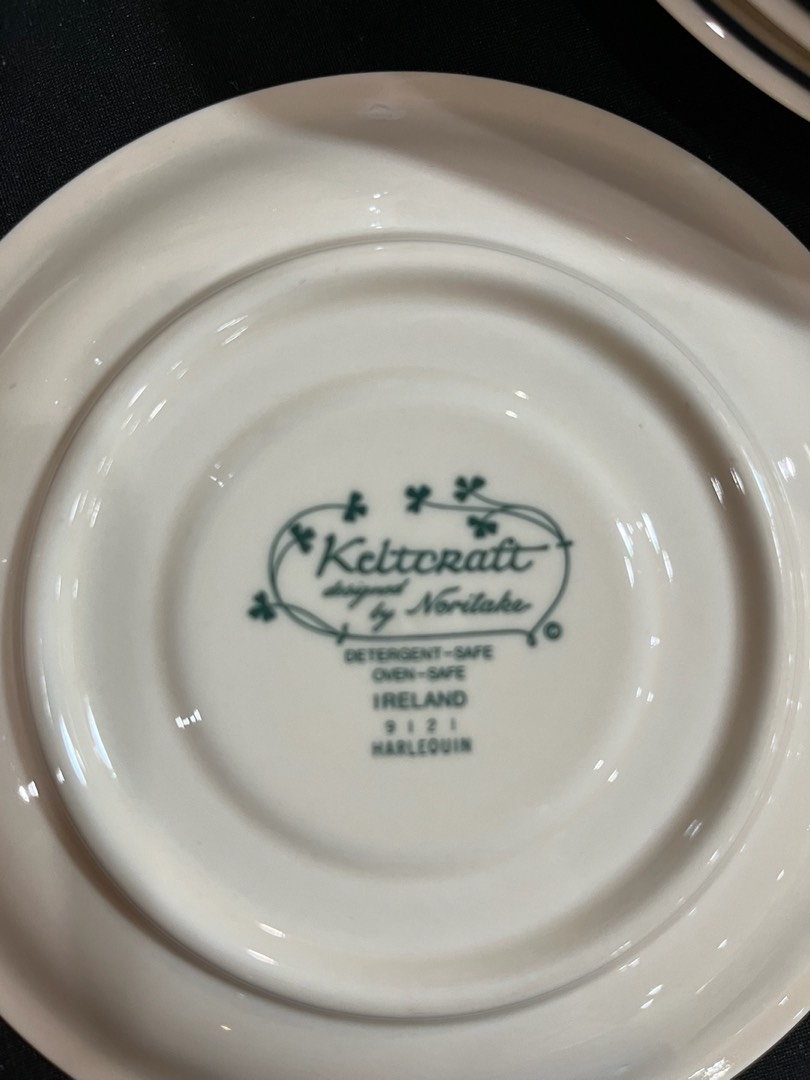 Keltcraft
designed
by Noritake
©
DETERGENT-SAFE
OVEN-SAFE
IRELAND
9121
HARLEQUIN